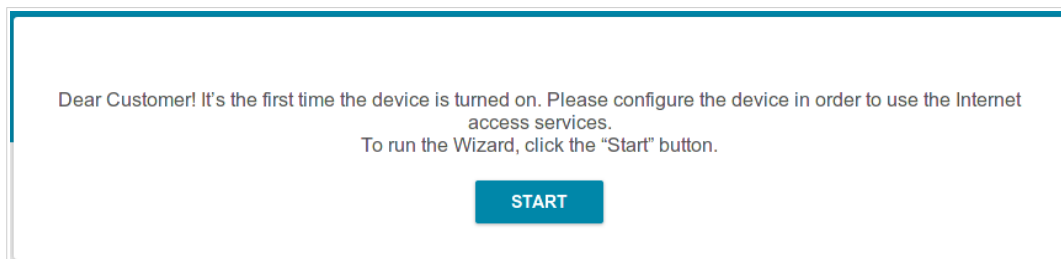 Dear Customer! It's the first time the device is turned on. Please configure the device in order to use the Internet
access services.
To run the Wizard, click the “Start” button.
START